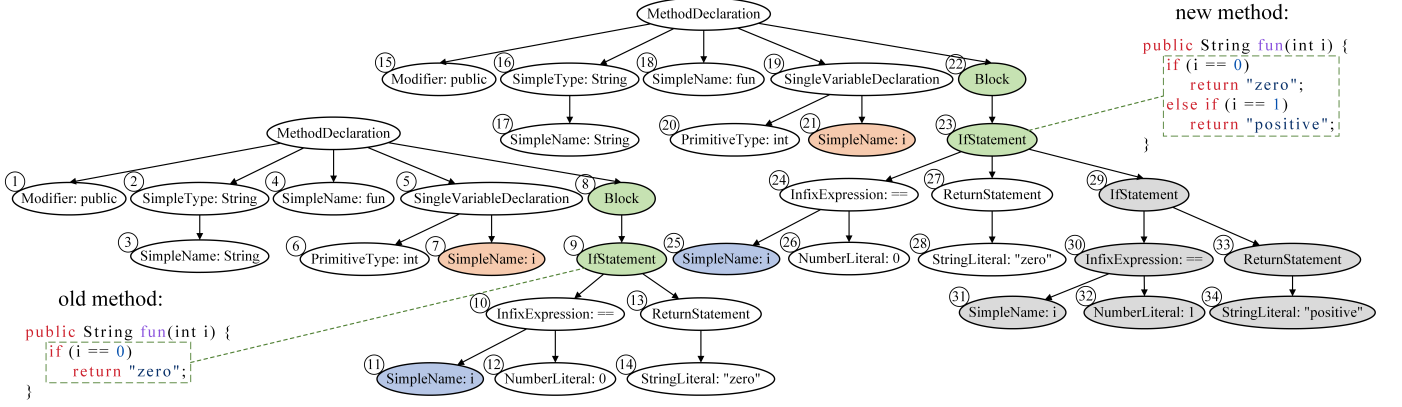 MethodDeclaration
new method:
public String fun(int i) {
if (i == 0)
return "zero";
else if (i == 1)
return "positive";
}
15 Modifier: public
16 SimpleType: String
18 SimpleName: fun
19 SingleVariableDeclaration
22 Block
17 SimpleName: String
20 PrimitiveType: int
21 SimpleName: i
23 IfStatement
MethodDeclaration
1 Modifier: public
2 SimpleType: String
4 SimpleName: fun
5 SingleVariableDeclaration
8 Block
24 InfixExpression: ==
27 ReturnStatement
29 IfStatement
3 SimpleName: String
6 PrimitiveType: int
7 SimpleName: i
9 IfStatement
25 SimpleName: i
26 NumberLiteral: 0
28 StringLiteral: "zero"
30 InfixExpression: ==
33 ReturnStatement
10 InfixExpression: ==
13 ReturnStatement
31 SimpleName: i
32 NumberLiteral: 1
34 StringLiteral: "positive"
11 SimpleName: i
12 NumberLiteral: 0
14 StringLiteral: "zero"
old method:
public String fun(int i) {
if (i == 0)
return "zero";
}